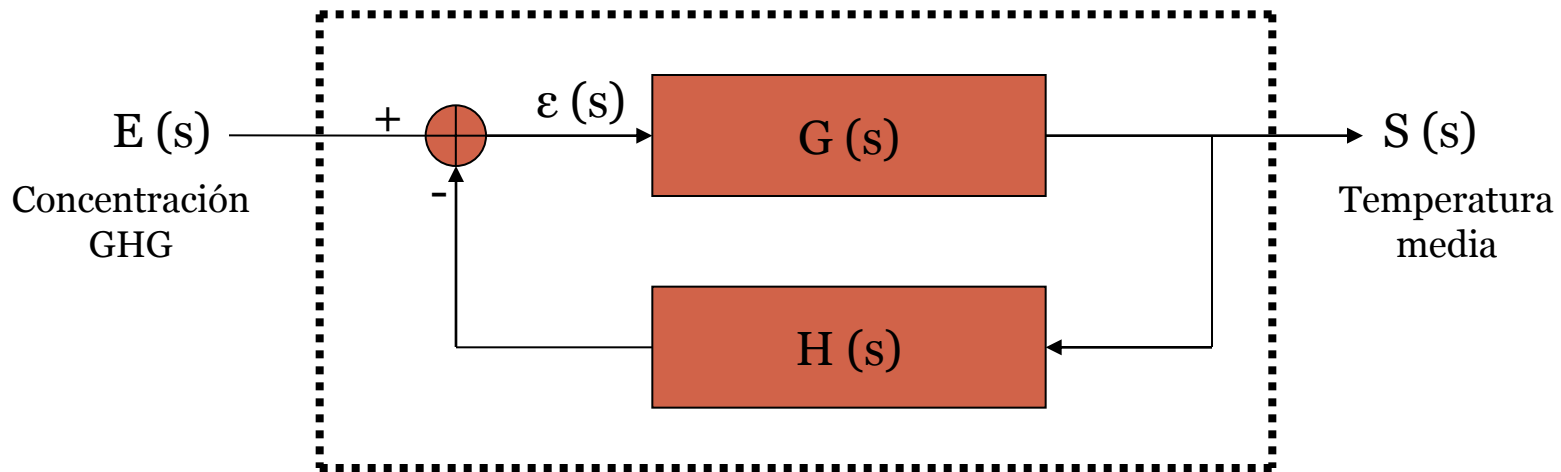 E (s)
+
ε (s)
G (s)
S (s)
-
Concentración
GHG
Temperatura
media
H (s)